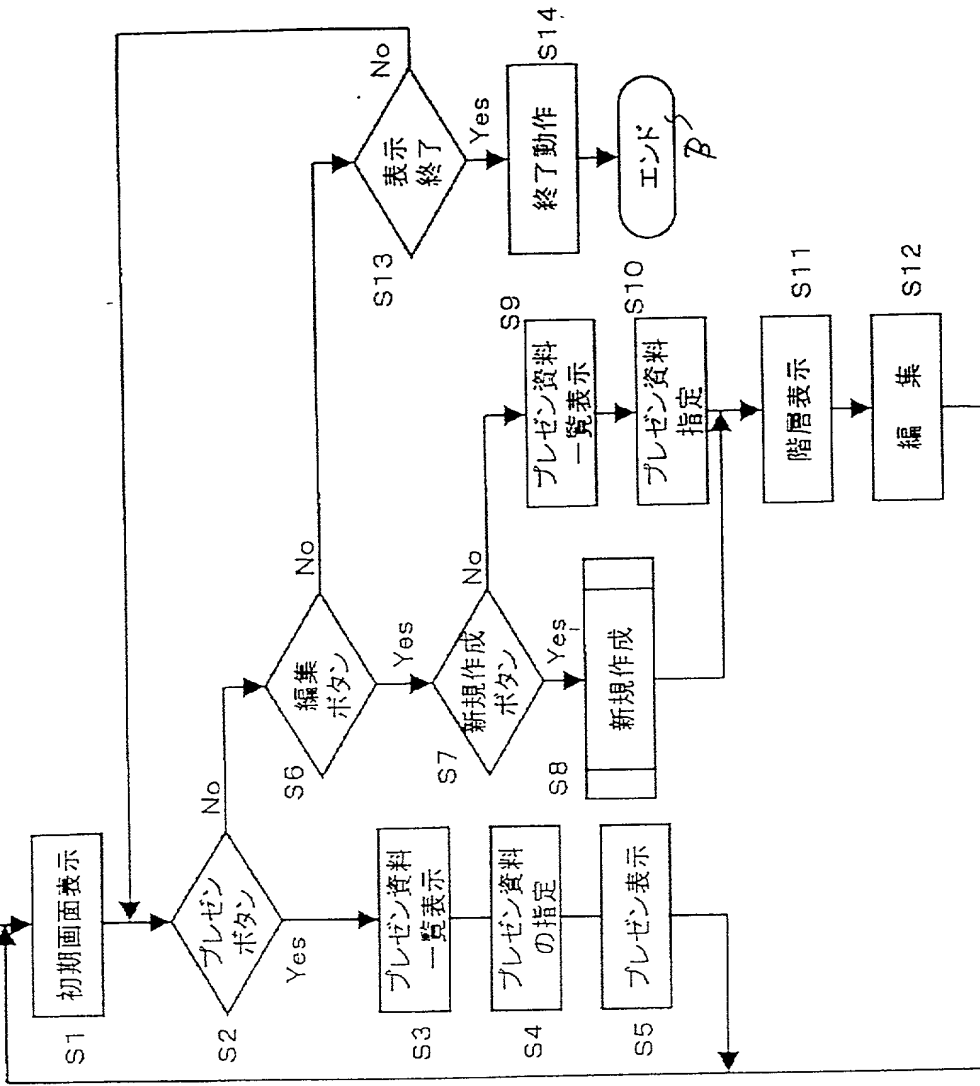 S1
初期画面表示
S2
プレゼン
ボタン
No
Yes
S3
プレゼン資料
一覧表示
S4
プレゼン資料
の指定
S5
プレゼン表示
S6
編集
ボタン
No
Yes
S7
新規作成
ボタン
No
Yes
S8
新規作成
S9
プレゼン資料
一覧表示
S10
プレゼン資料
指定
S11
階層表示
S12
編 集
S13
表示
終了
No
Yes
S14
終了動作
エンド
B